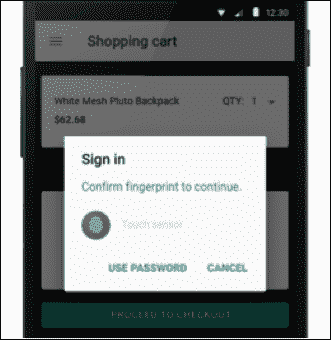 12:30
Shopping cart
White Mesh Pluto Backpack QTY: 1
$62.68
Sign in
Confirm fingerprint to continue.
Touch sensor
USE PASSWORD CANCEL
PROCEED TO CHECKOUT